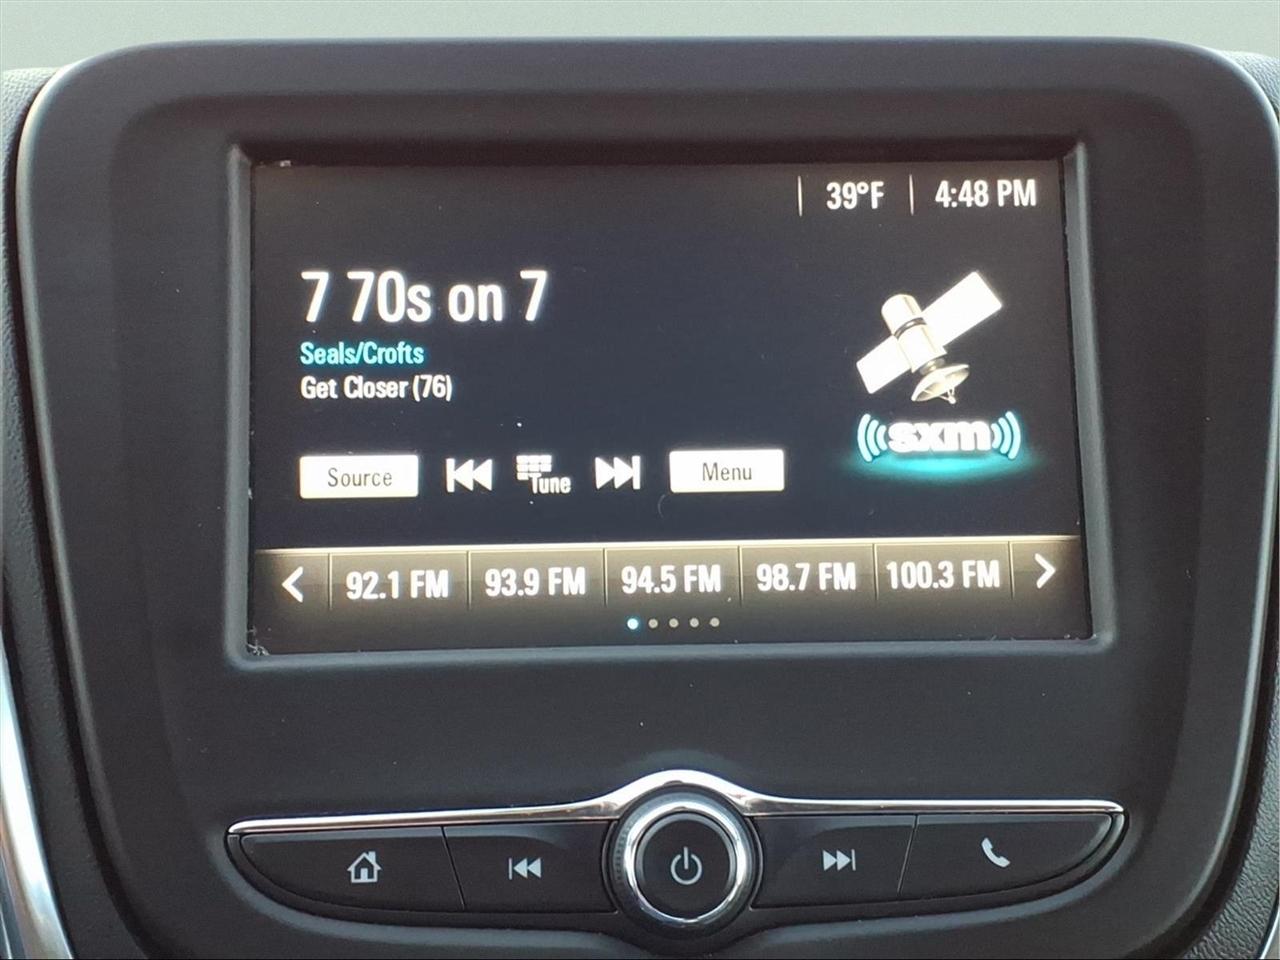 39°F 4:48 PM
7 70s on 7
Seals/Crofts
Get Closer (76)
sxm
Source Tune Menu
92.1 FM 93.9 FM 94.5 FM 98.7 FM 100.3 FM